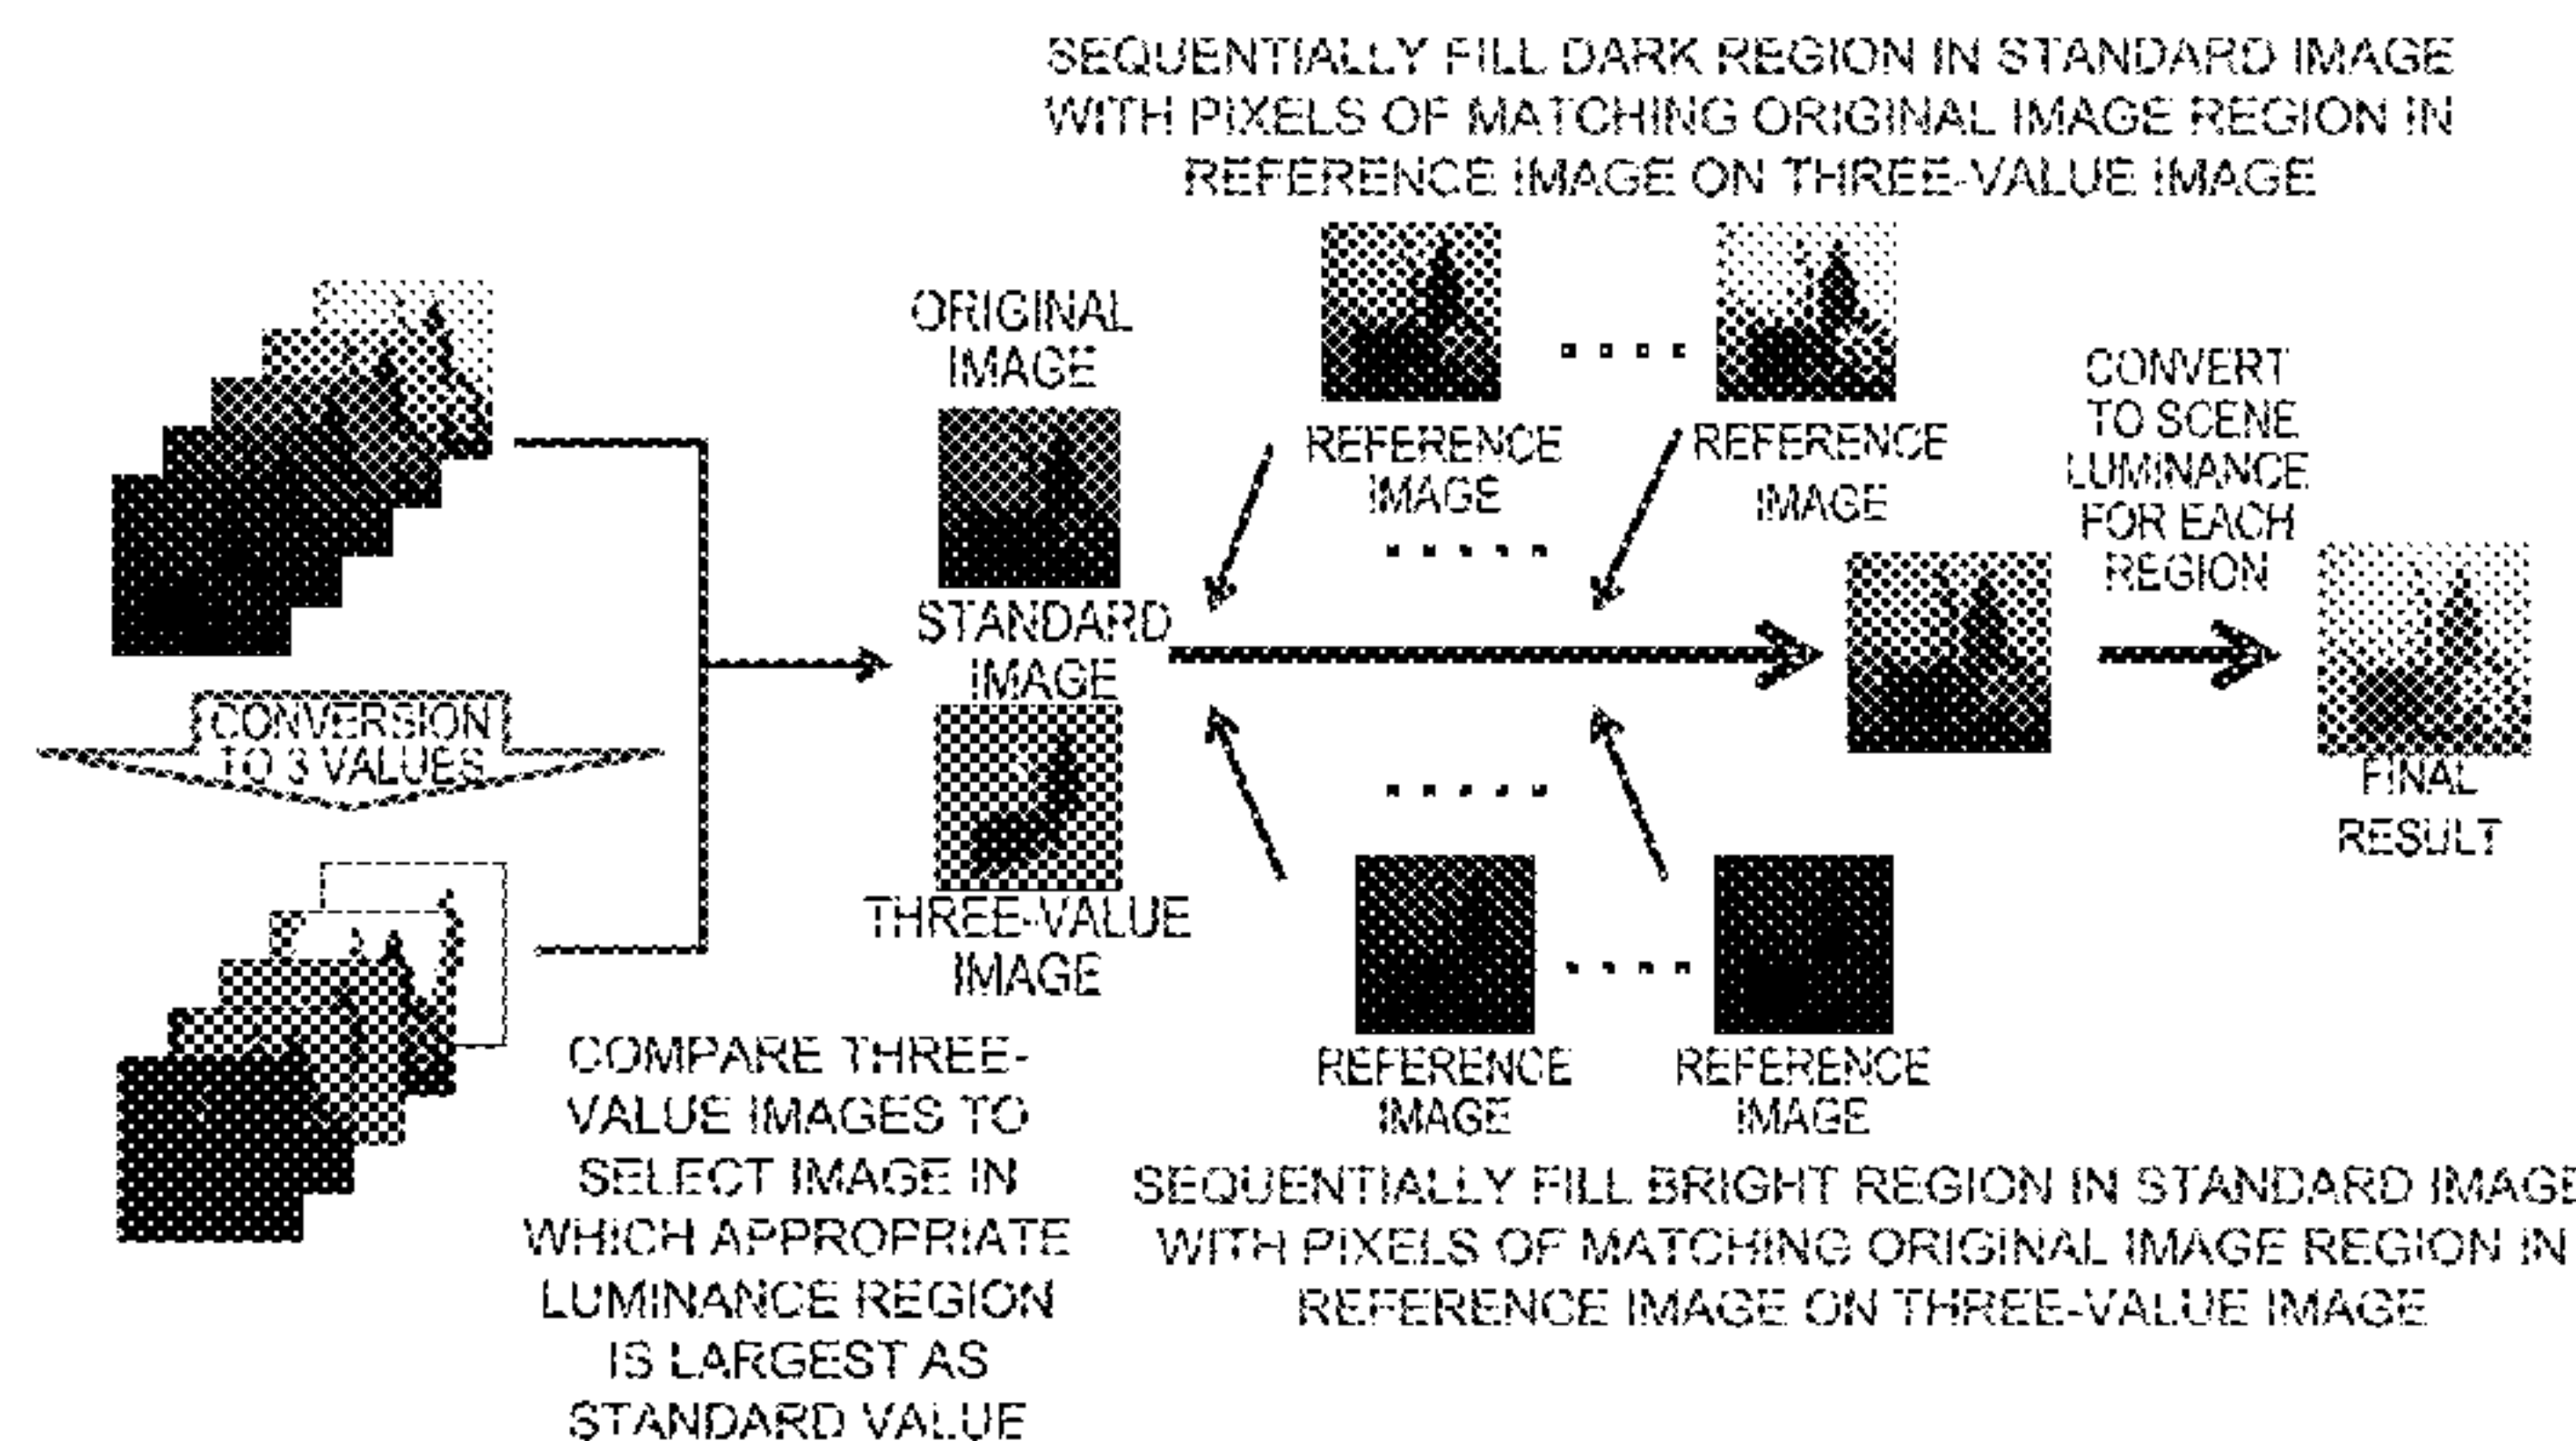 SEQUENTIALLY FILL DARK REGION IN STANDARD IMAGE
WITH PIXELS OF MATCHING ORIGINAL IMAGE REGION IN
REFERENCE IMAGE ON THREE-VALUE IMAGE
ORIGINAL
IMAGE
STANDARD
IMAGE
THREE-VALUE
IMAGE
CONVERSION
TO 3 VALUES
COMPARE THREE-
VALUE IMAGES TO
SELECT IMAGE IN
WHICH APPROPRIATE
LUMINANCE REGION
IS LARGEST AS
STANDARD VALUE
REFERENCE
IMAGE
REFERENCE
IMAGE
CONVERT
TO SCENE
LUMINANCE
FOR EACH
REGION
FINAL
RESULT
REFERENCE
IMAGE
REFERENCE
IMAGE
SEQUENTIALLY FILL BRIGHT REGION IN STANDARD IMAGE
WITH PIXELS OF MATCHING ORIGINAL IMAGE REGION IN
REFERENCE IMAGE ON THREE-VALUE IMAGE